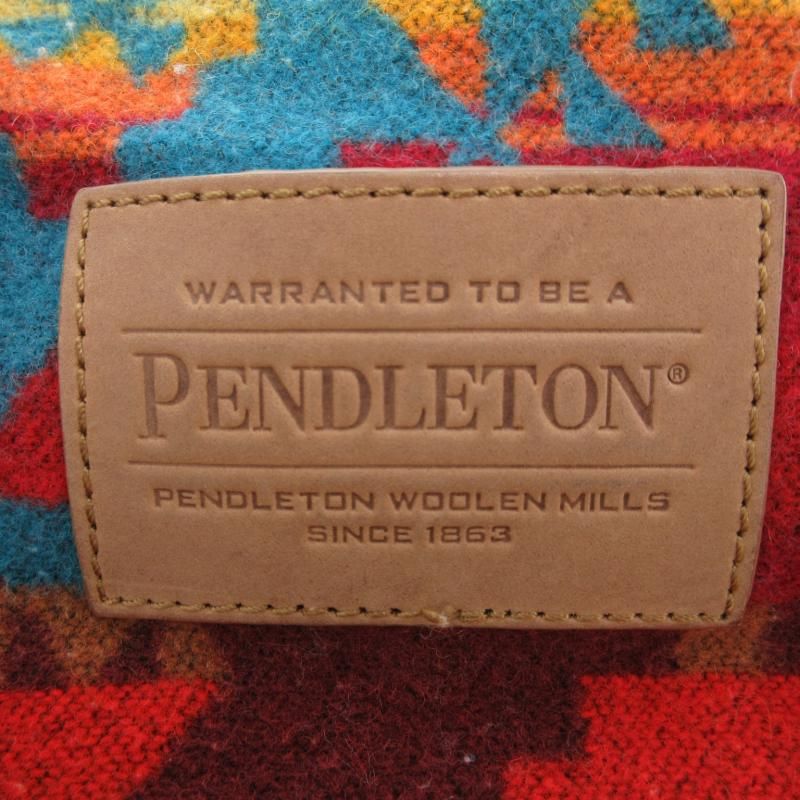 WARRANTED TO BE A
PENDLETON®
PENDLETON WOOLEN MILLS
SINCE 1863